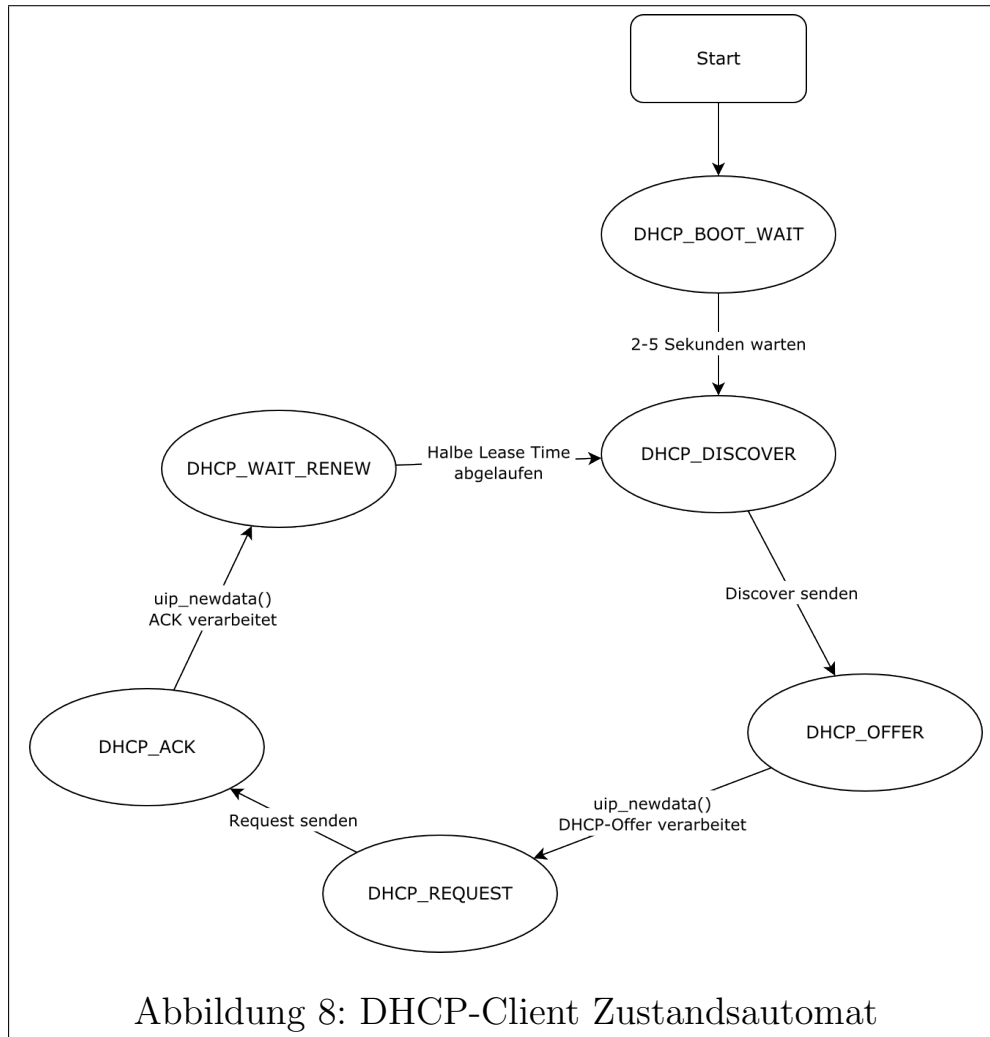 Start
DHCP_BOOT_WAIT
2-5 Sekunden warten
DHCP_WAIT_RENEW
Halbe Lease Time
abgelaufen
DHCP_DISCOVER
Discover senden
uip_newdata()
ACK verarbeitet
DHCP_ACK
DHCP_OFFER
uip_newdata()
DHCP-Offer verarbeitet
Request senden
DHCP_REQUEST
Abbildung 8: DHCP-Client Zustandsautomat